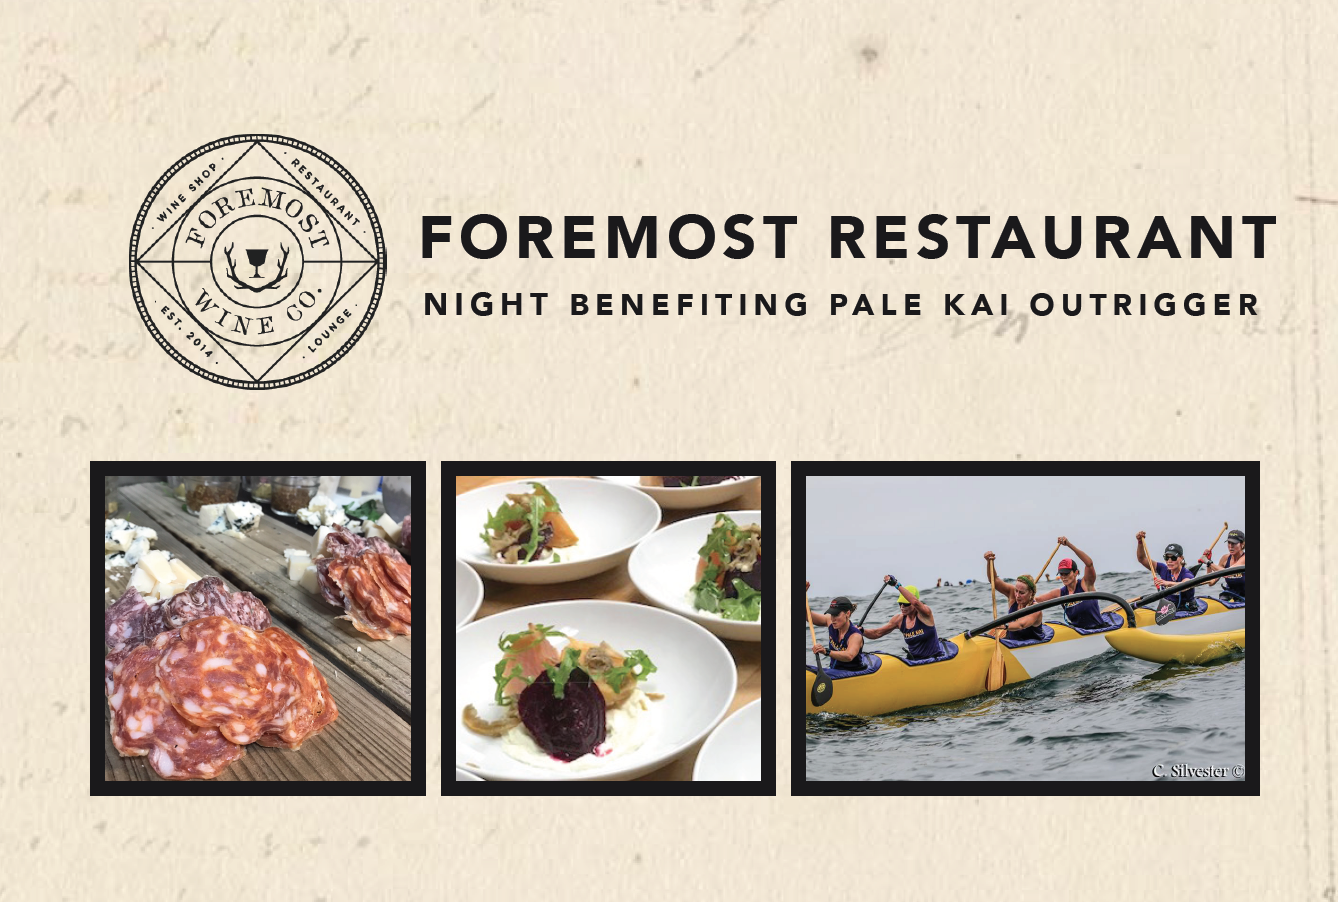 · WINE SHOP ·
· RESTAURANT ·
FOREMOST
WINE CO.
· EST. 2014 ·
· LOUNGE ·
FOREMOST RESTAURANT
NIGHT BENEFITING PALE KAI OUTRIGGER
C. Silvester ©